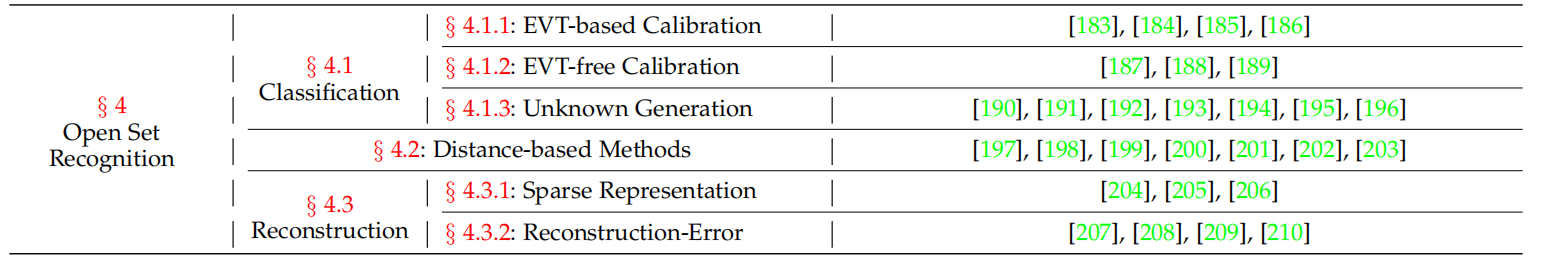 § 4
Open Set
Recognition
§ 4.1
Classification
§ 4.1.1: EVT-based Calibration
[183], [184], [185], [186]
§ 4.1.2: EVT-free Calibration
[187], [188], [189]
§ 4.1.3: Unknown Generation
[190], [191], [192], [193], [194], [195], [196]
§ 4.2: Distance-based Methods
[197], [198], [199], [200], [201], [202], [203]
§ 4.3
Reconstruction
§ 4.3.1: Sparse Representation
[204], [205], [206]
§ 4.3.2: Reconstruction-Error
[207], [208], [209], [210]